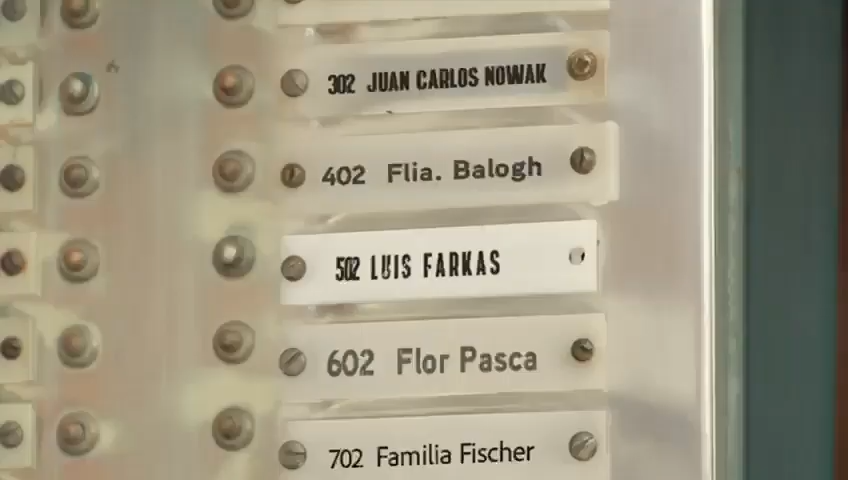 302 JUAN CARLOS NOWAK
402 Flia. Balogh
502 LUIS FARKAS
602 Flor Pasca
702 Familia Fischer